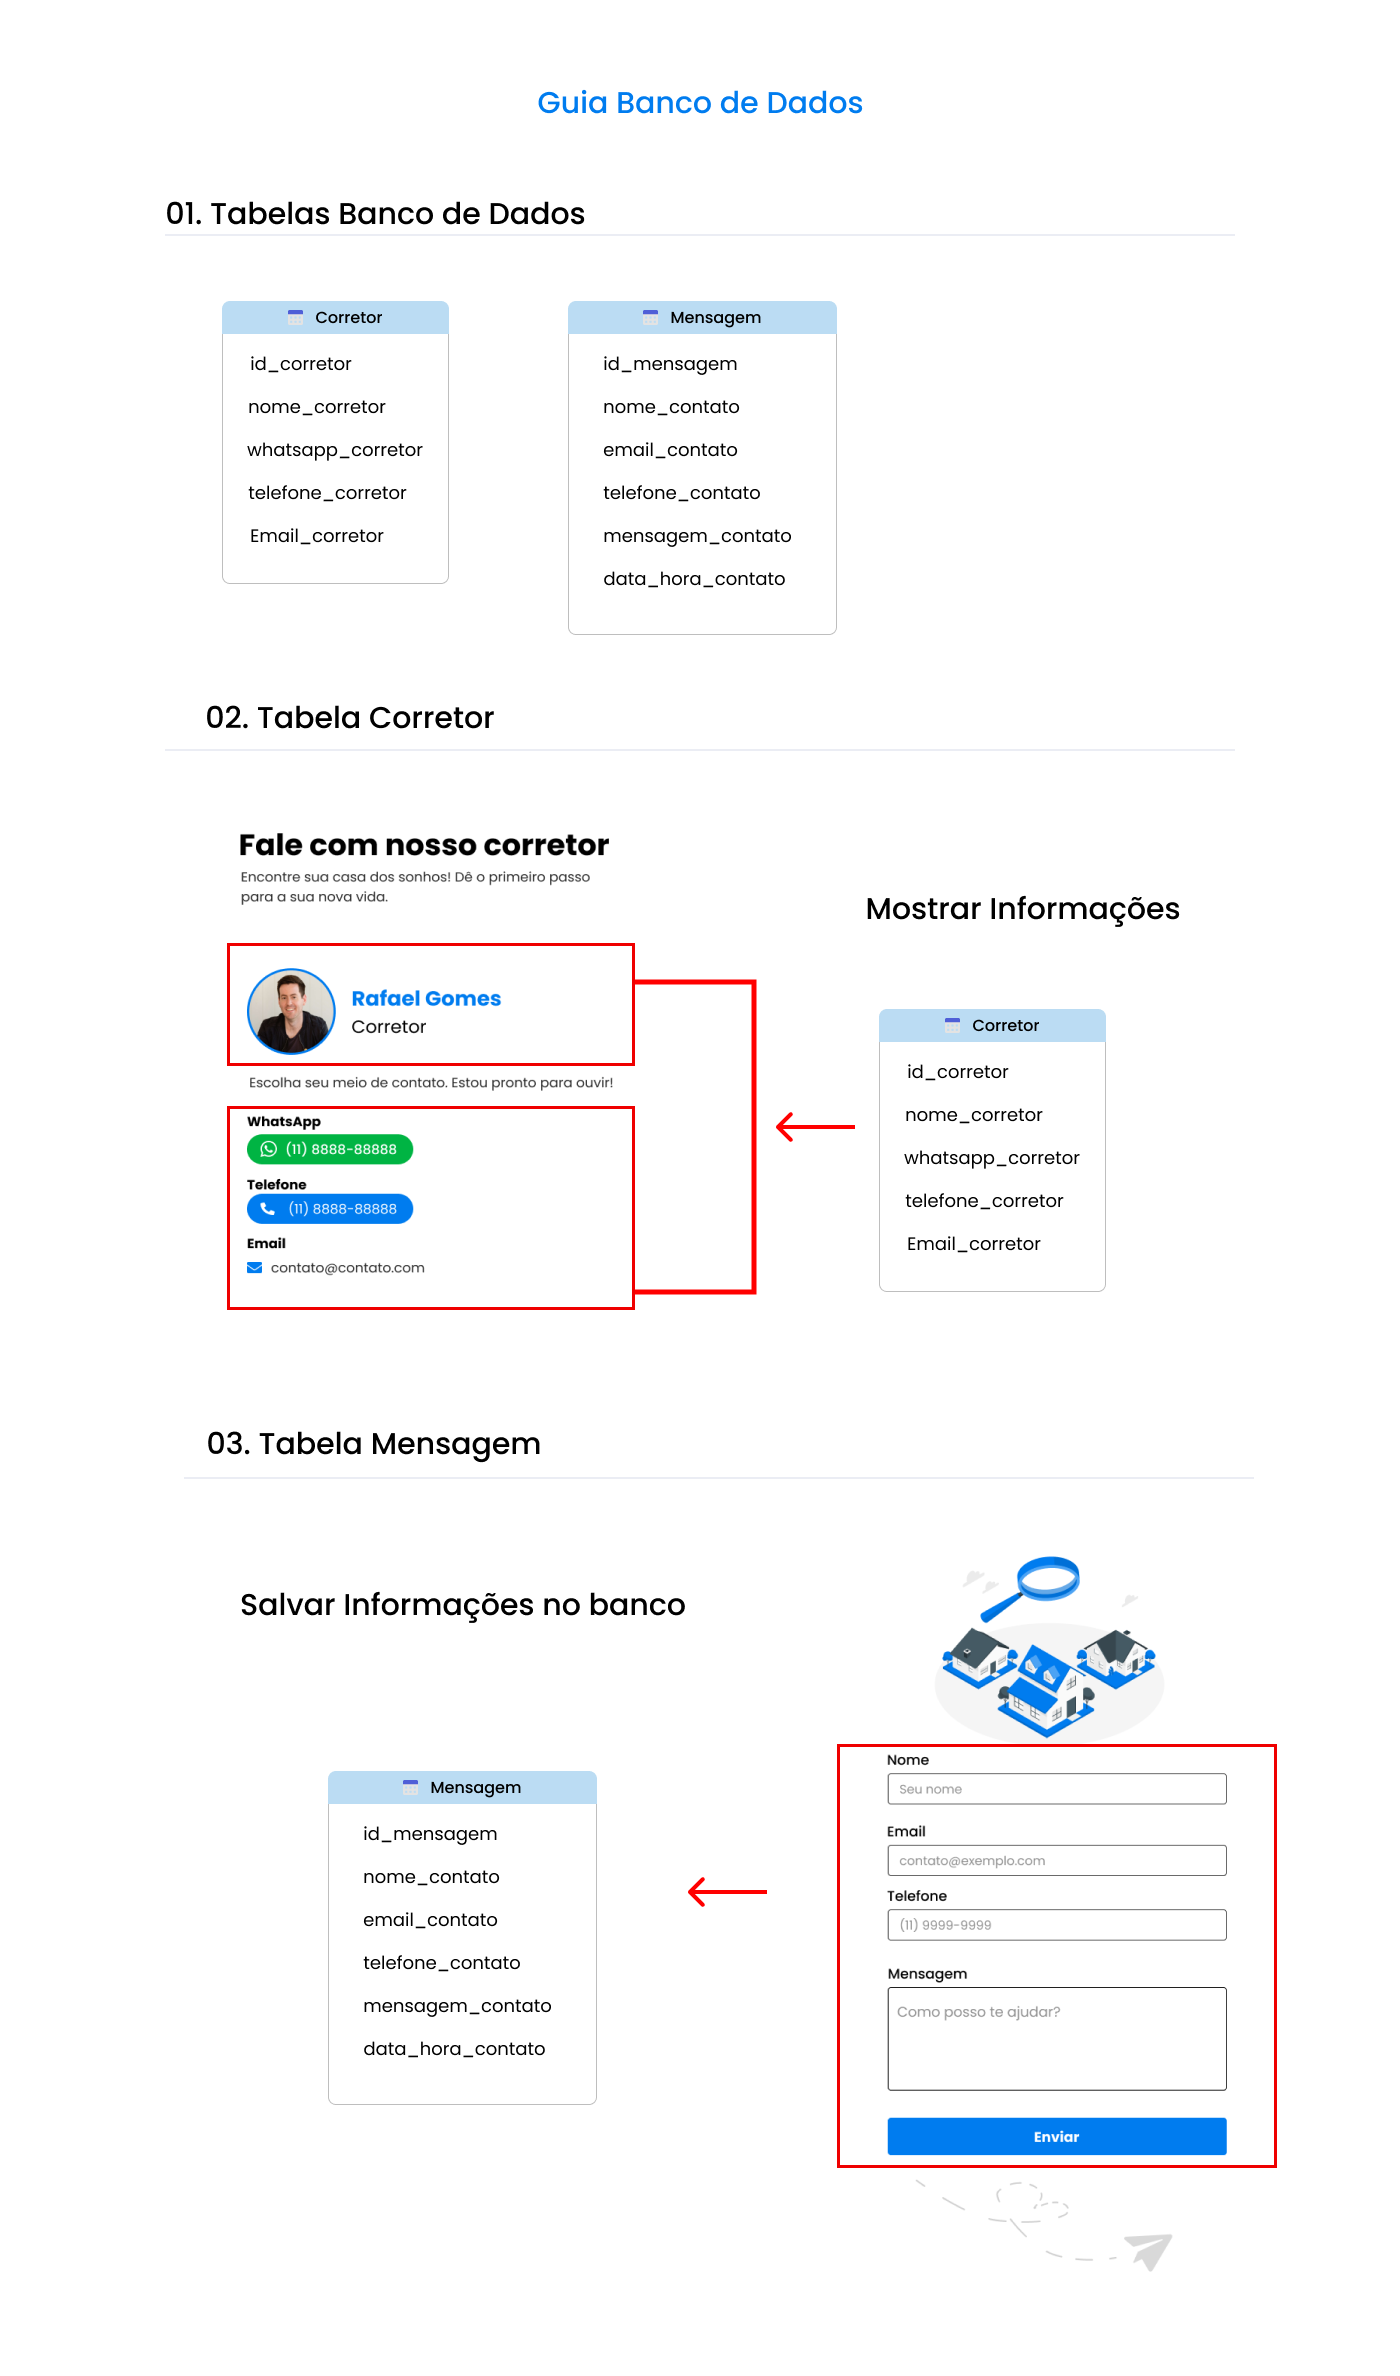 Guia Banco de Dados
01. Tabelas Banco de Dados
Corretor
id_corretor
nome_corretor
whatsapp_corretor
telefone_corretor
Email_corretor
Mensagem
id_mensagem
nome_contato
email_contato
telefone_contato
mensagem_contato
data_hora_contato
02. Tabela Corretor
Fale com nosso corretor
Encontre sua casa dos sonhos! Dê o primeiro passo
para a sua nova vida.
Rafael Gomes
Corretor
Escolha seu meio de contato. Estou pronto para ouvir!
WhatsApp
(11) 8888-88888
Telefone
(11) 8888-88888
Email
contato@contato.com
Mostrar Informações
Corretor
id_corretor
nome_corretor
whatsapp_corretor
telefone_corretor
Email_corretor
03. Tabela Mensagem
Salvar Informações no banco
Mensagem
id_mensagem
nome_contato
email_contato
telefone_contato
mensagem_contato
data_hora_contato
Nome
Seu nome
Email
contato@exemplo.com
Telefone
(11) 9999-9999
Mensagem
Como posso te ajudar?
Enviar